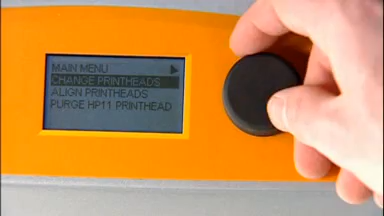 MAIN MENU
CHANGE PRINTHEADS
ALIGN PRINTHEADS
PURGE HP11 PRINTHEAD